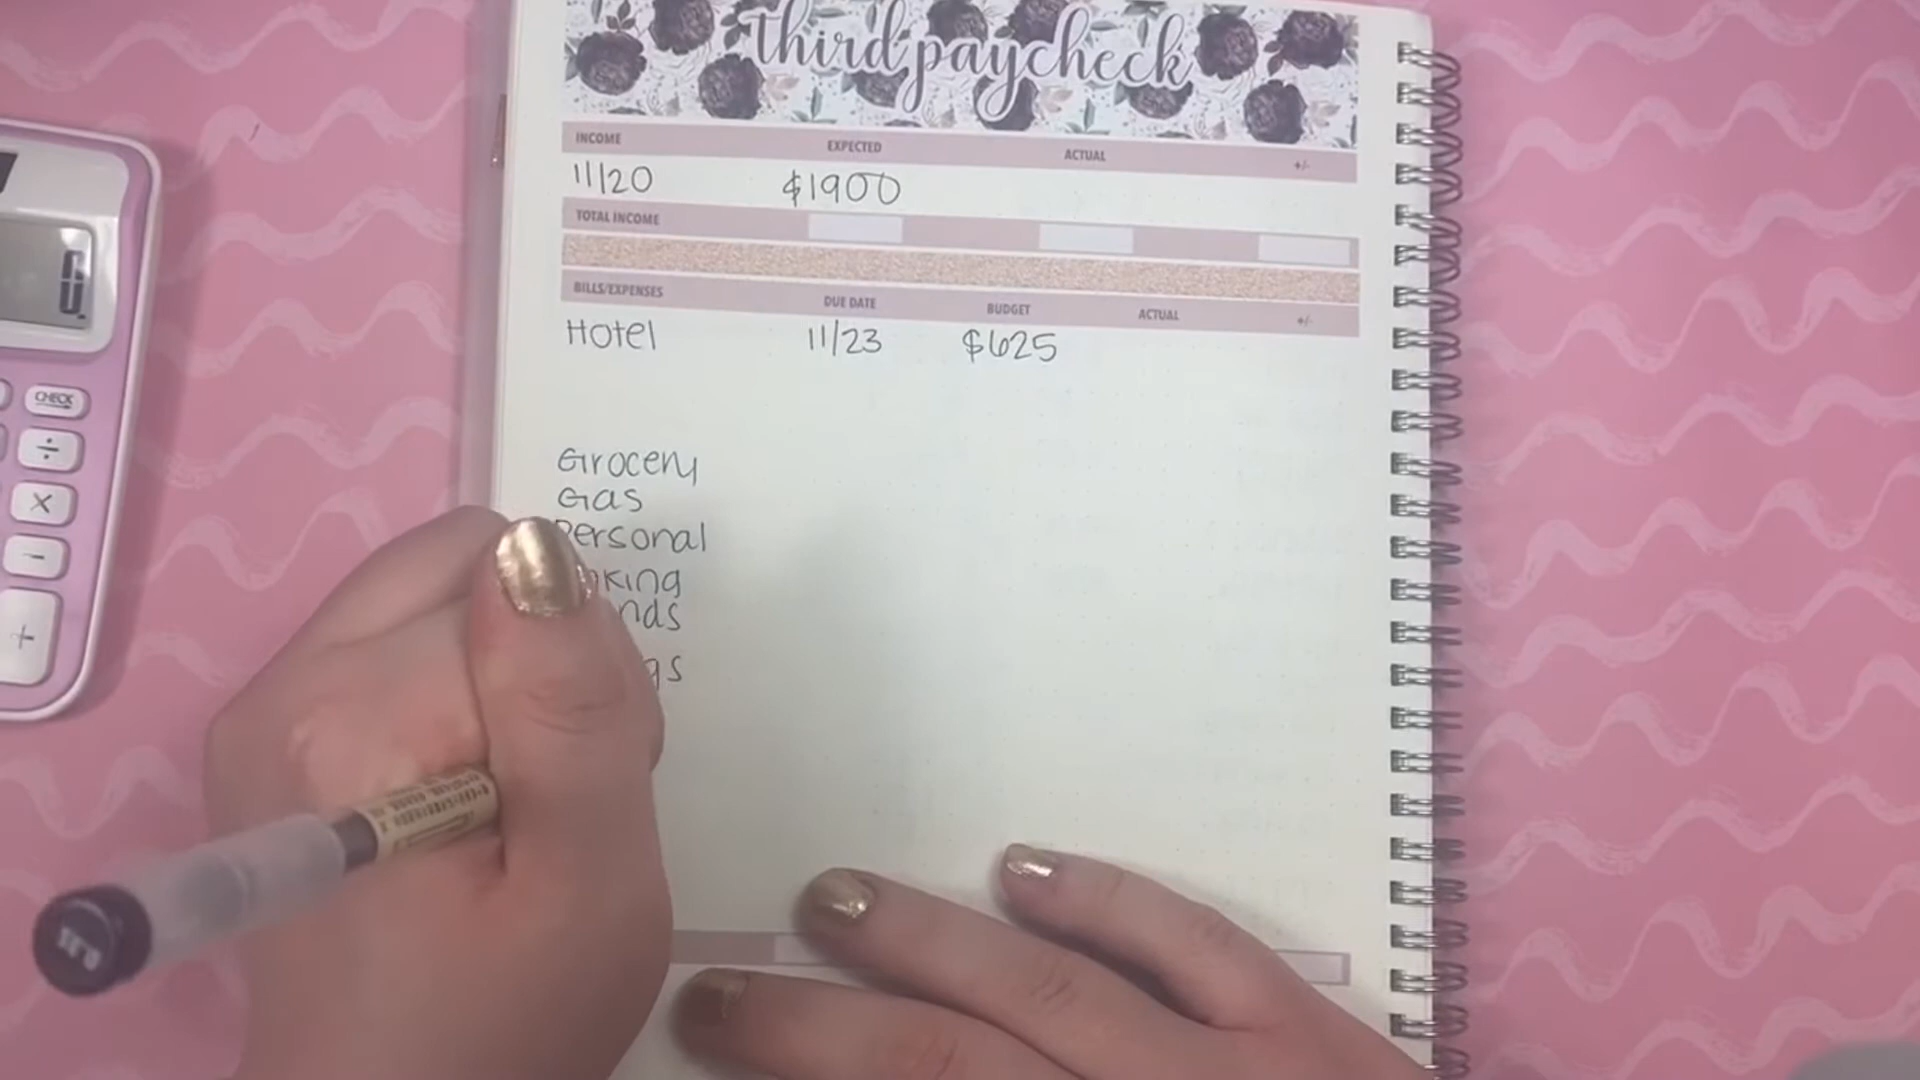 third paycheck
INCOME EXPECTED ACTUAL +/-
11/20 $1900
TOTAL INCOME
BILLS/EXPENSES DUE DATE BUDGET ACTUAL +/-
Hotel 11/23 $625
Grocery
Gas
Personal
CHECK
÷
×
−
+
0.